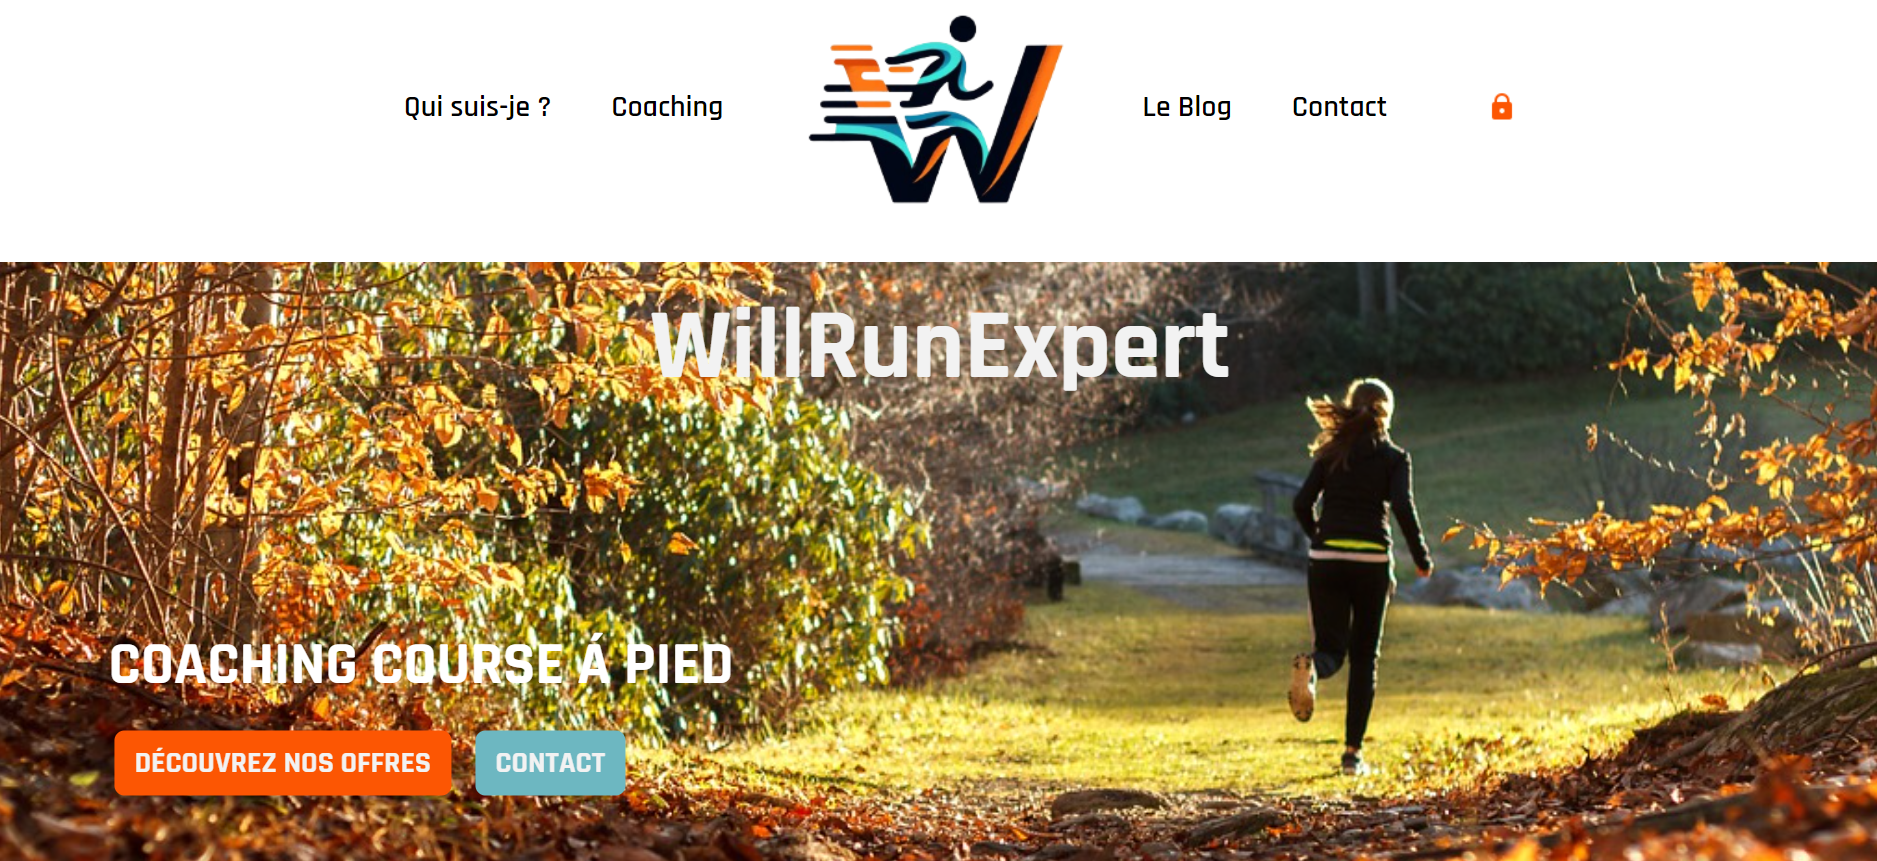 Qui suis-je ?
Coaching
W
Le Blog
Contact
WillRunExpert
COACHING COURSE Á PIED
DÉCOUVREZ NOS OFFRES
CONTACT